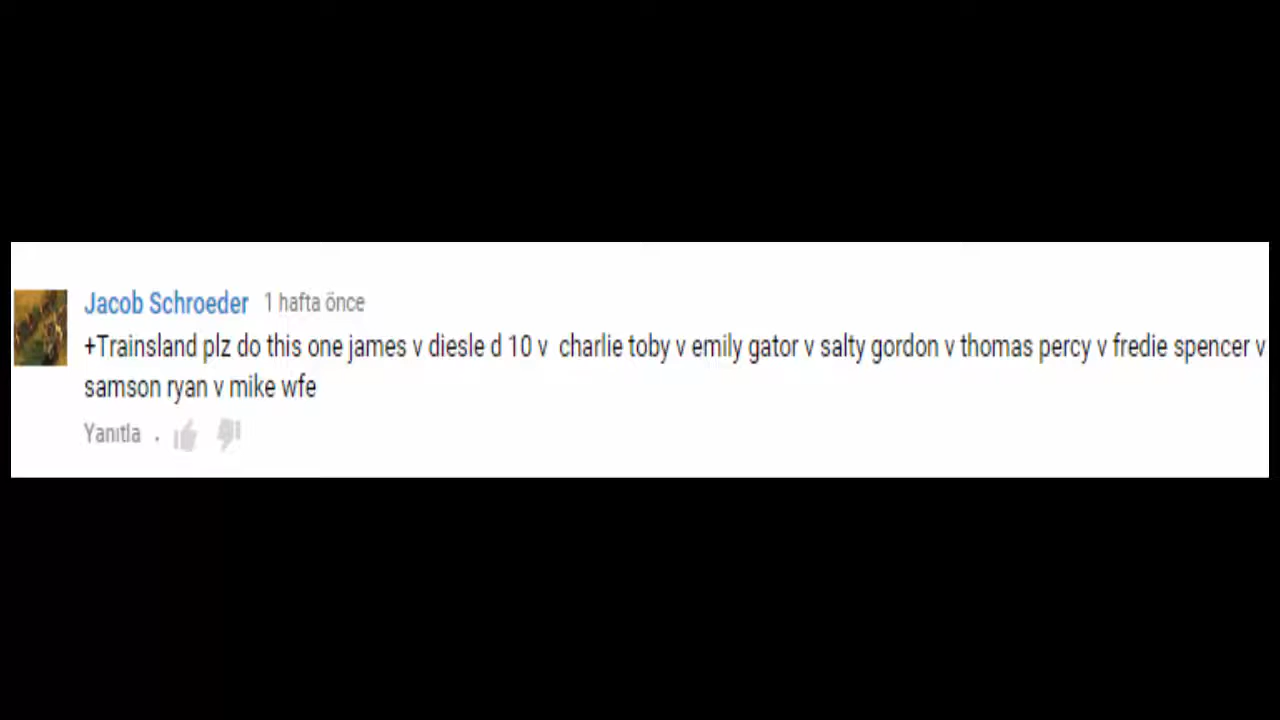 Jacob Schroeder 1 hafta önce
+Trainsland plz do this one james v diesle d 10 v  charlie toby v emily gator v salty gordon v thomas percy v fredie spencer v
samson ryan v mike wfe
Yanıtla .